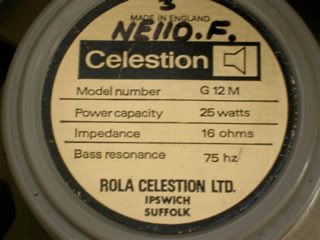 3
MADE IN ENGLAND
NE110.F.
Celestion
Model number G 12 M
Power capacity 25 watts
Impedance 16 ohms
Bass resonance 75 hz
ROLA CELESTION LTD.
IPSWICH
SUFFOLK